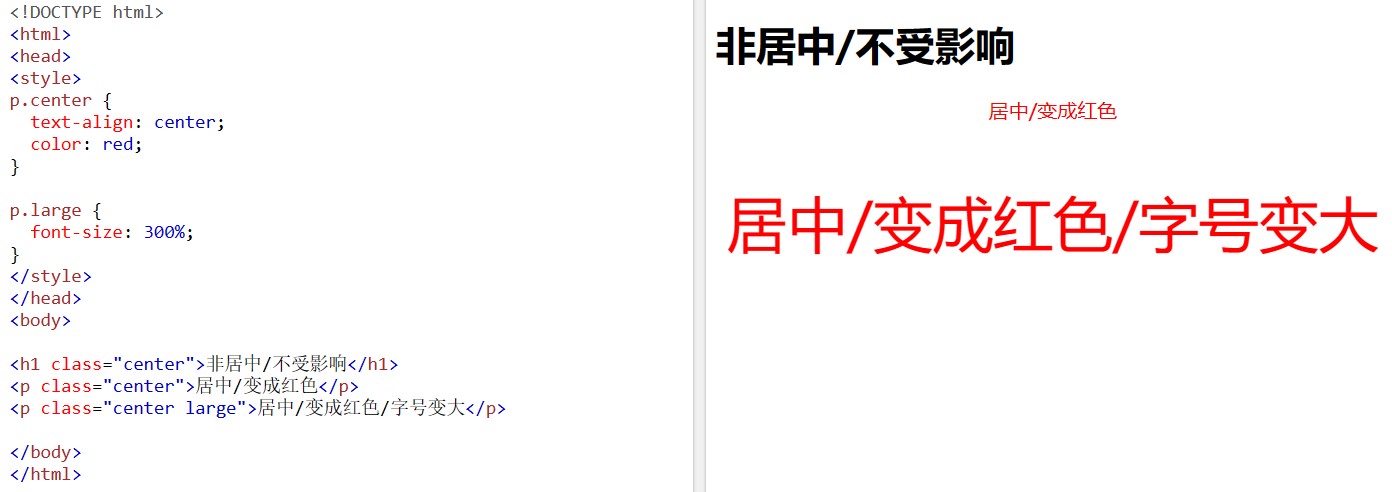 <!DOCTYPE html>
<html>
<head>
<style>
p.center {
  text-align: center;
  color: red;
}

p.large {
  font-size: 300%;
}
</style>
</head>
<body>

<h1 class="center">非居中/不受影响</h1>
<p class="center">居中/变成红色</p>
<p class="center large">居中/变成红色/字号变大</p>

</body>
</html>
非居中/不受影响
居中/变成红色
居中/变成红色/字号变大